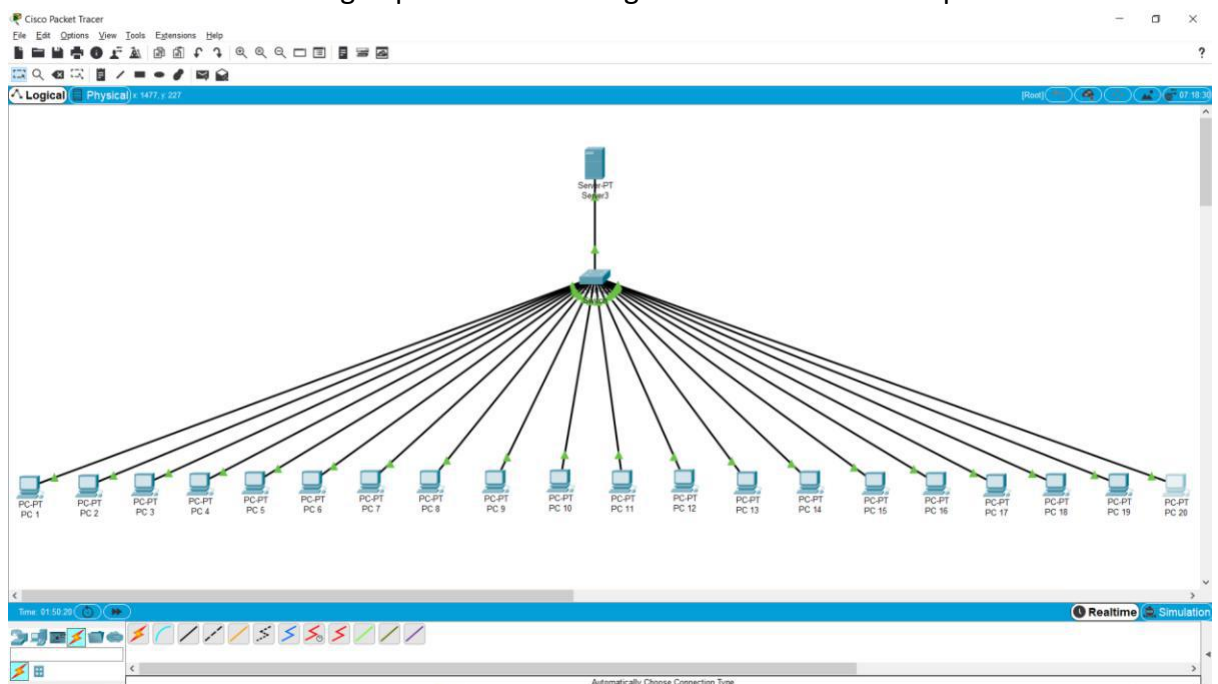 Cisco Packet Tracer
File Edit Options View Tools Extensions Help
?
Logical Physical x: 1477, y: 227
[Root] 07:18:30
Server-PT
Server3
PC-PT PC-PT PC-PT PC-PT PC-PT PC-PT PC-PT PC-PT PC-PT PC-PT PC-PT PC-PT PC-PT PC-PT PC-PT PC-PT PC-PT PC-PT PC-PT PC-PT
PC 1 PC 2 PC 3 PC 4 PC 5 PC 6 PC 7 PC 8 PC 9 PC 10 PC 11 PC 12 PC 13 PC 14 PC 15 PC 16 PC 17 PC 18 PC 19 PC 20
Time: 01:50:20
Realtime Simulation
Automatically Choose Connection Type